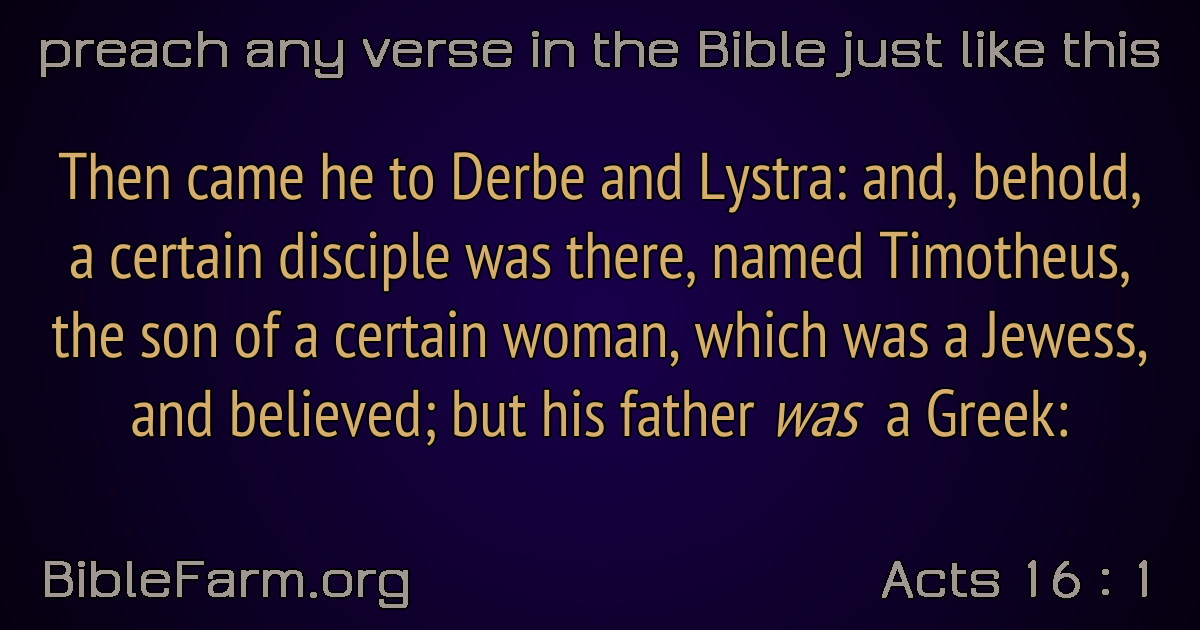 preach any verse in the Bible just like this
Then came he to Derbe and Lystra: and, behold,
a certain disciple was there, named Timotheus,
the son of a certain woman, which was a Jewess,
and believed; but his father was a Greek:
BibleFarm.org
Acts 16 : 1